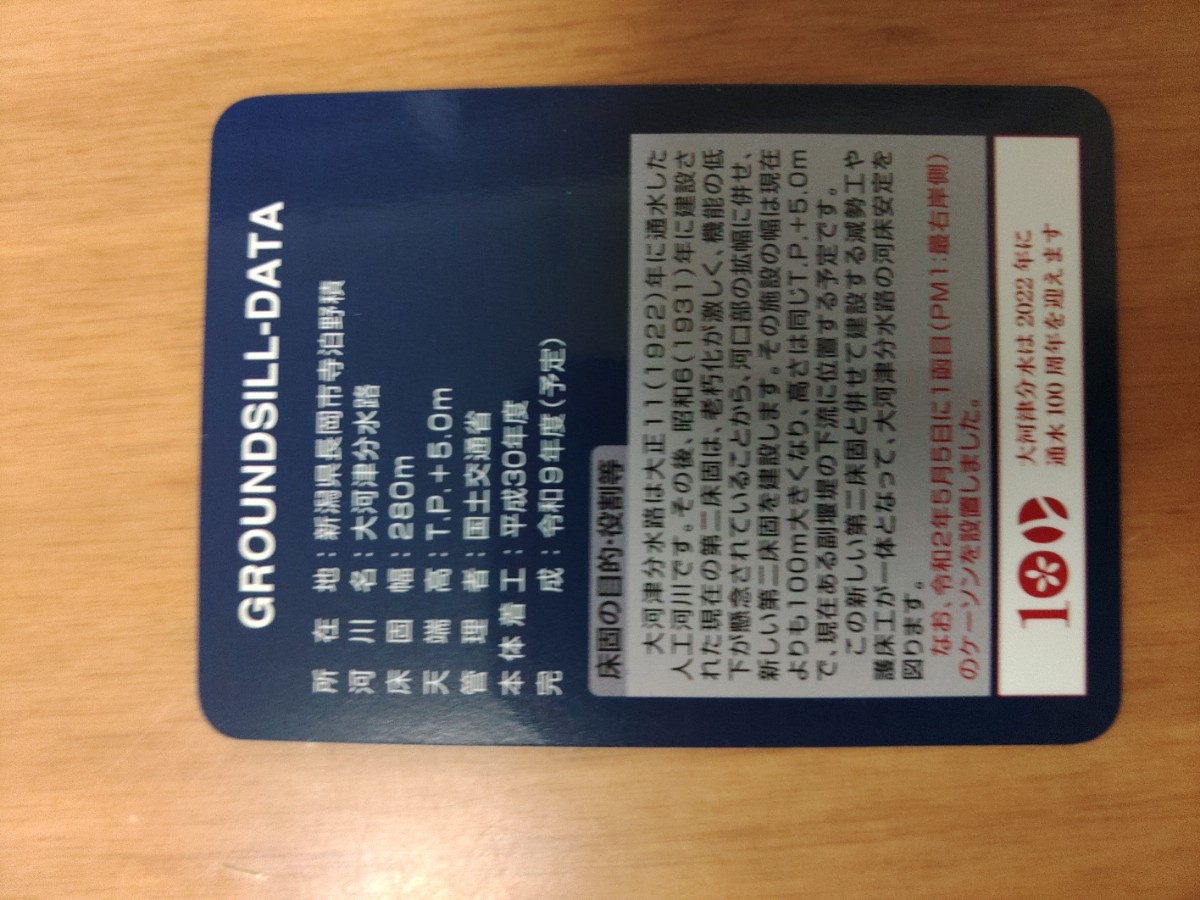 GROUNDSILL-DATA
所在地：新潟県長岡市寺泊野積
河川名：大河津分水路
床固幅：280m
天端高：T.P.＋5.0m
管理者：国土交通省
本体着工：平成30年度
完成：令和9年度（予定）
床固の目的・役割等
大河津分水路は大正11（1922）年に通水した
人工河川です。その後、昭和6（1931）年に建設さ
れた現在の第二床固は、老朽化が激しく、機能の低
下が懸念されていることから、河口部の拡幅に併せ、
新しい第二床固を建設します。その施設の幅は現在
よりも100m大きくなり、高さは同じT.P.+5.0m
で、現在ある副堰堤の下流に位置する予定です。
この新しい第二床固と併せて建設する減勢工や
護床工が一体となって、大河津分水路の河床安定を
図ります。
なお、令和2年5月5日に1函目（PM1：最右岸側）
のケーソンを設置しました。
100
大河津分水は2022年に
通水100周年を迎えます